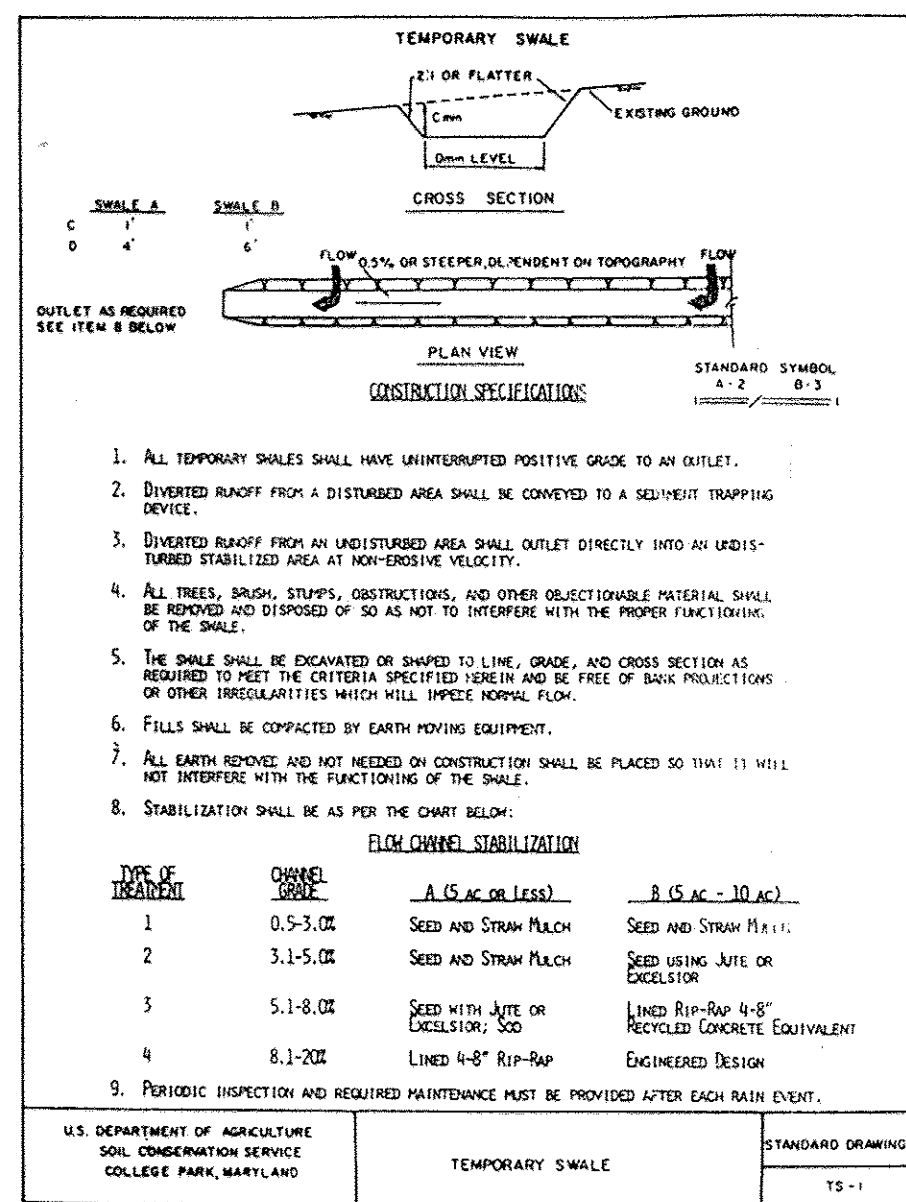 TEMPORARY SWALE
2:1 OR FLATTER
C min
EXISTING GROUND
D min LEVEL
CROSS SECTION
SWALE A SWALE B
C 1' 1'
D 4' 6'
FLOW 0.5% OR STEEPER, DEPENDENT ON TOPOGRAPHY FLOW
OUTLET AS REQUIRED
SEE ITEM 8 BELOW
PLAN VIEW
STANDARD SYMBOL
A-2 B-3
CONSTRUCTION SPECIFICATIONS
1. ALL TEMPORARY SWALES SHALL HAVE UNINTERRUPTED POSITIVE GRADE TO AN OUTLET.
2. DIVERTED RUNOFF FROM A DISTURBED AREA SHALL BE CONVEYED TO A SEDIMENT TRAPPING
DEVICE.
3. DIVERTED RUNOFF FROM AN UNDISTURBED AREA SHALL OUTLET DIRECTLY INTO AN UNDIS-
TURBED STABILIZED AREA AT NON-EROSIVE VELOCITY.
4. ALL TREES, BRUSH, STUMPS, OBSTRUCTIONS, AND OTHER OBJECTIONABLE MATERIAL SHALL
BE REMOVED AND DISPOSED OF SO AS NOT TO INTERFERE WITH THE PROPER FUNCTIONING
OF THE SWALE.
5. THE SWALE SHALL BE EXCAVATED OR SHAPED TO LINE, GRADE, AND CROSS SECTION AS
REQUIRED TO MEET THE CRITERIA SPECIFIED HEREIN AND BE FREE OF BANK PROJECTIONS
OR OTHER IRREGULARITIES WHICH WILL IMPEDE NORMAL FLOW.
6. FILLS SHALL BE COMPACTED BY EARTH MOVING EQUIPMENT.
7. ALL EARTH REMOVED AND NOT NEEDED ON CONSTRUCTION SHALL BE PLACED SO THAT IT WILL
NOT INTERFERE WITH THE FUNCTIONING OF THE SWALE.
8. STABILIZATION SHALL BE AS PER THE CHART BELOW:
FLOW CHANNEL STABILIZATION
TYPE OF CHANNEL
TREATMENT GRADE A (5 AC OR LESS) B (5 AC - 10 AC)
1 0.5-3.0% SEED AND STRAW MULCH SEED AND STRAW MULCH
2 3.1-5.0% SEED AND STRAW MULCH SEED USING JUTE OR
EXCELSIOR
3 5.1-8.0% SEED WITH JUTE OR LINED RIP-RAP 4-8"
EXCELSIOR; SOD RECYCLED CONCRETE EQUIVALENT
4 8.1-20% LINED 4-8" RIP-RAP ENGINEERED DESIGN
9. PERIODIC INSPECTION AND REQUIRED MAINTENANCE MUST BE PROVIDED AFTER EACH RAIN EVENT.
U.S. DEPARTMENT OF AGRICULTURE
SOIL CONSERVATION SERVICE
COLLEGE PARK, MARYLAND
TEMPORARY SWALE
STANDARD DRAWING
TS-1